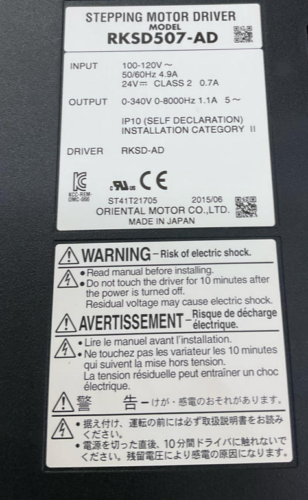 STEPPING MOTOR DRIVER
MODEL
RKSD507-AD
INPUT 100-120V～
50/60Hz 4.9A
24V⎓ CLASS 2 0.7A
OUTPUT 0-340V 0-8000Hz 1.1A 5～
IP10 (SELF DECLARATION)
INSTALLATION CATEGORY II
DRIVER RKSD-AD
KCC-REM-
OMC-
c RU us CE
ST41T21705 2015/06
ORIENTAL MOTOR CO.,LTD.
MADE IN JAPAN
WARNING - Risk of electric shock.
• Read manual before installing.
• Do not touch the driver for 10 minutes after
the power is turned off.
Residual voltage may cause electric shock.
AVERTISSEMENT - Risque de décharge
électrique.
• Lire le manuel avant l'installation.
• Ne touchez pas les variateur les 10 minutes
qui suivent la mise hors tension.
La tension résiduelle peut entraîner un choc
électrique.
警 告 - けが・感電のおそれがあります。
• 据え付け、運転の前には必ず取扱説明書をお読み
ください。
• 電源を切った直後、10分間ドライバに触れないで
ください。残留電圧により感電の原因になります。